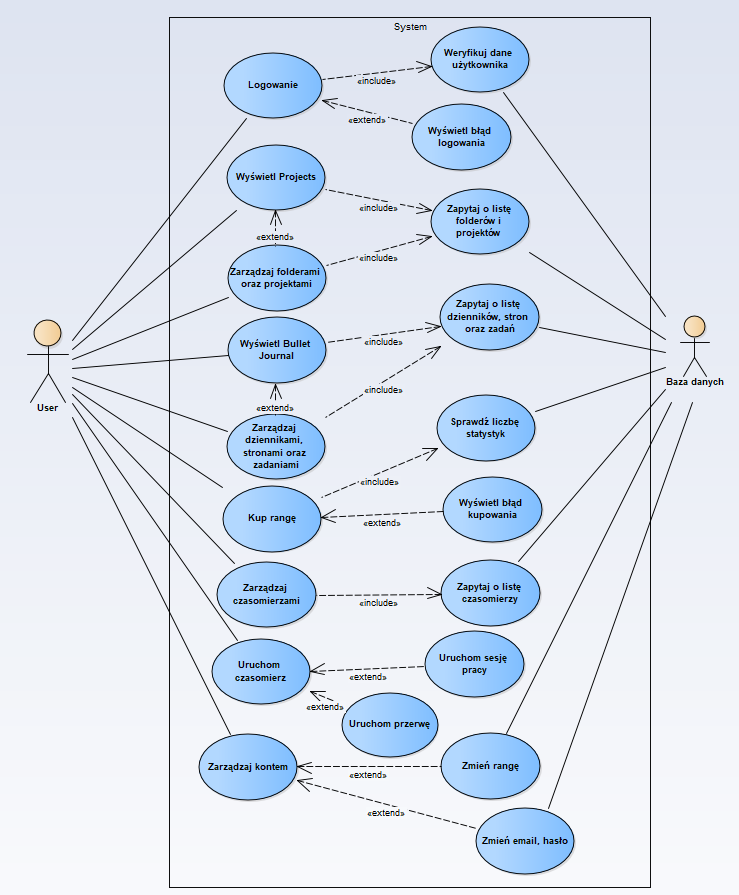 System
Logowanie
Weryfikuj dane
użytkownika
«include»
«extend»
Wyświetl błąd
logowania
Wyświetl Projects
«include»
Zapytaj o listę
folderów i
projektów
«extend»
«include»
Zarządzaj folderami
oraz projektami
Wyświetl Bullet
Journal
«include»
Zapytaj o listę
dzienników, stron
oraz zadań
«include»
«extend»
Zarządzaj
dziennikami,
stronami oraz
zadaniami
Sprawdż liczbę
statystyk
«include»
Kup rangę
«extend»
Wyświetl błąd
kupowania
Zarządzaj
czasomierzami
«include»
Zapytaj o listę
czasomierzy
Uruchom
czasomierz
«extend»
Uruchom sesję
pracy
«extend»
Uruchom przerwę
Zarządzaj kontem
«extend»
Zmień rangę
«extend»
Zmień email, hasło
User
Baza danych